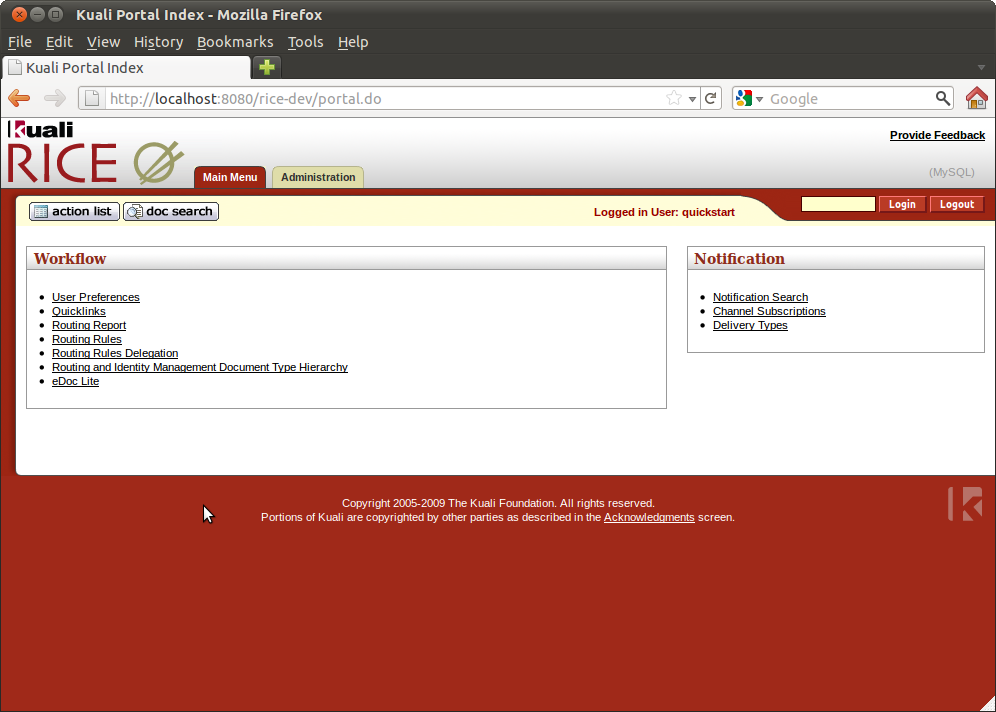 Kuali Portal Index - Mozilla Firefox
File Edit View History Bookmarks Tools Help
Kuali Portal Index
http://localhost:8080/rice-dev/portal.do
Google
Kuali
RICE
Provide Feedback
(MySQL)
Main Menu
Administration
action list
doc search
Logged in User: quickstart
Login
Logout
Workflow
User Preferences
Quicklinks
Routing Report
Routing Rules
Routing Rules Delegation
Routing and Identity Management Document Type Hierarchy
eDoc Lite
Notification
Notification Search
Channel Subscriptions
Delivery Types
Copyright 2005-2009 The Kuali Foundation. All rights reserved.
Portions of Kuali are copyrighted by other parties as described in the Acknowledgments screen.